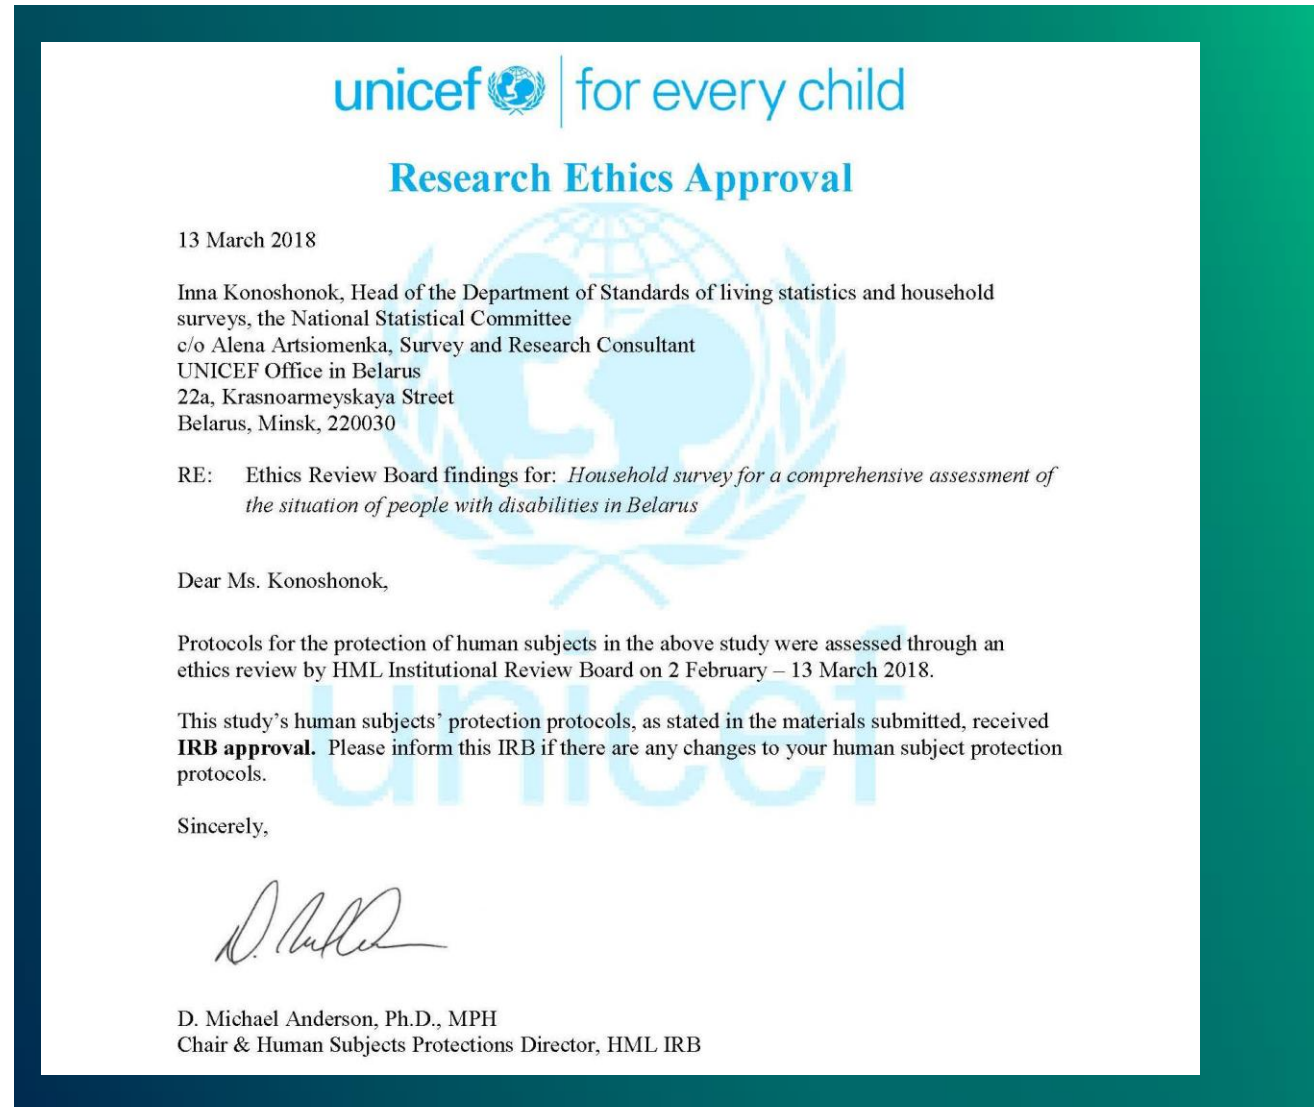 unicef for every child
Research Ethics Approval
13 March 2018
Inna Konoshonok, Head of the Department of Standards of living statistics and household
surveys, the National Statistical Committee
c/o Alena Artsiomenka, Survey and Research Consultant
UNICEF Office in Belarus
22a, Krasnoarmeyskaya Street
Belarus, Minsk, 220030
RE: Ethics Review Board findings for: Household survey for a comprehensive assessment of
the situation of people with disabilities in Belarus
Dear Ms. Konoshonok,
Protocols for the protection of human subjects in the above study were assessed through an
ethics review by HML Institutional Review Board on 2 February – 13 March 2018.
unicef
This study’s human subjects’ protection protocols, as stated in the materials submitted, received
IRB approval. Please inform this IRB if there are any changes to your human subject protection
protocols.
Sincerely,
D. Michael Anderson, Ph.D., MPH
Chair & Human Subjects Protections Director, HML IRB